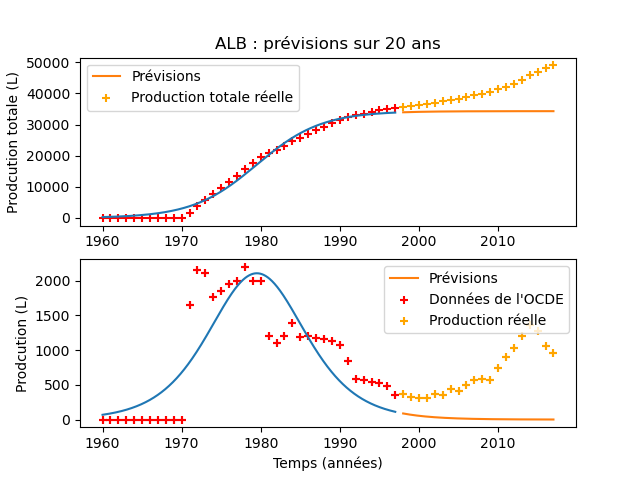 ALB : prévisions sur 20 ans
Prodcution totale (L)
50000
40000
30000
20000
10000
0
Prévisions
Production totale réelle
1960 1970 1980 1990 2000 2010
Prodcution (L)
2000
1500
1000
500
0
Prévisions
Données de l'OCDE
Production réelle
1960 1970 1980 1990 2000 2010
Temps (années)